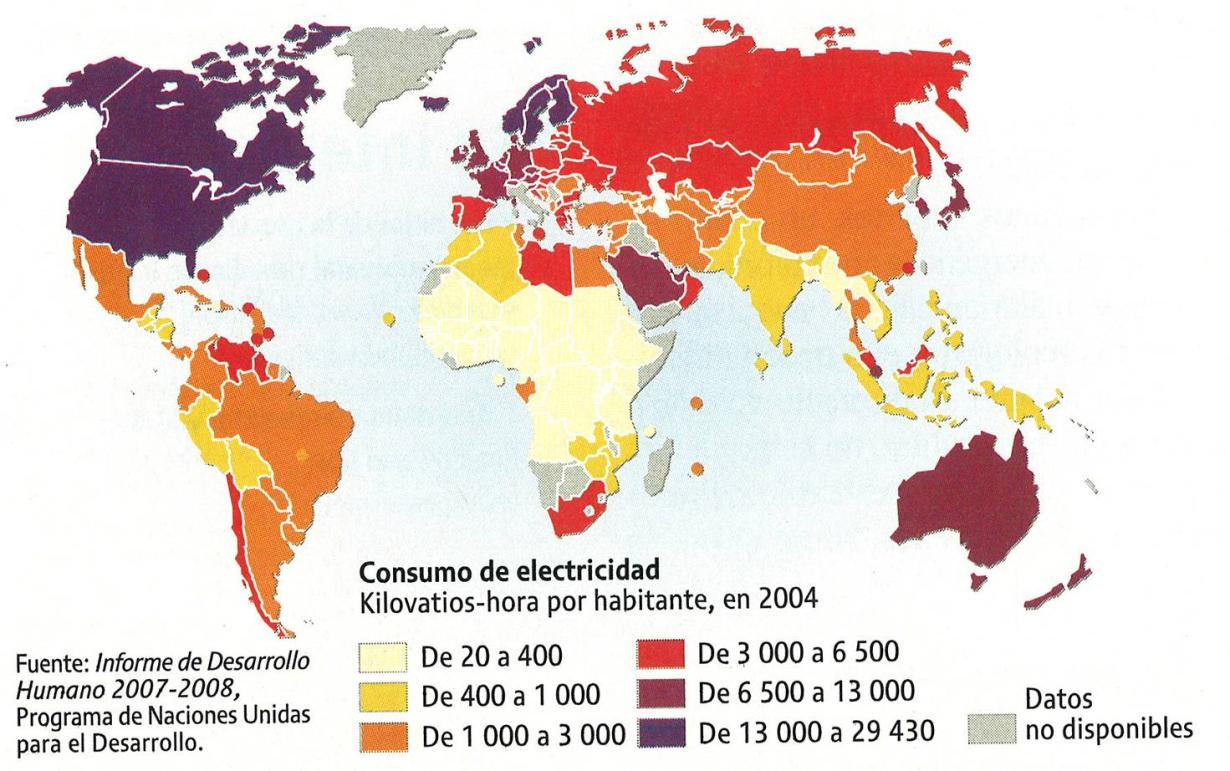 Consumo de electricidad
Kilovatios-hora por habitante, en 2004
De 20 a 400
De 400 a 1 000
De 1 000 a 3 000
De 3 000 a 6 500
De 6 500 a 13 000
De 13 000 a 29 430
Datos
no disponibles
Fuente: Informe de Desarrollo
Humano 2007-2008,
Programa de Naciones Unidas
para el Desarrollo.